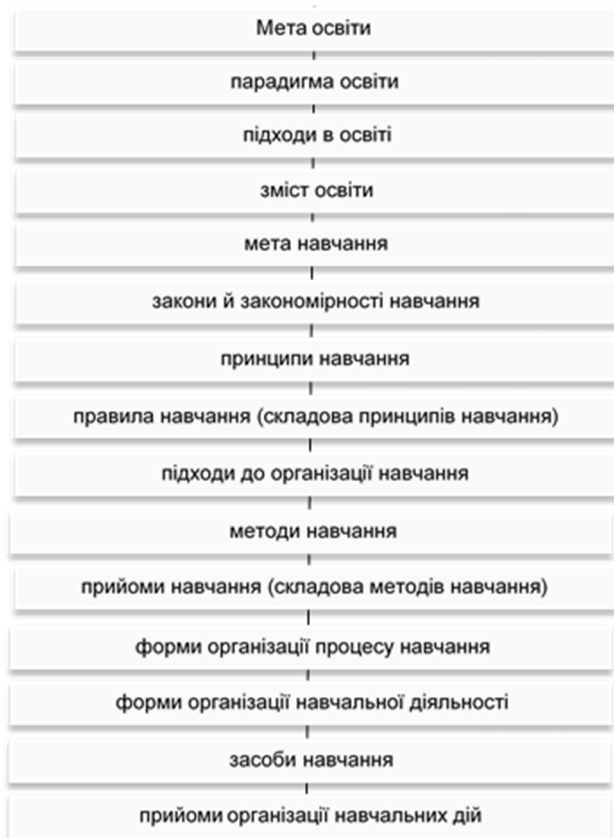 Мета освіти
парадигма освіти
підходи в освіті
зміст освіти
мета навчання
закони й закономірності навчання
принципи навчання
правила навчання (складова принципів навчання)
підходи до організації навчання
методи навчання
прийоми навчання (складова методів навчання)
форми організації процесу навчання
форми організації навчальної діяльності
засоби навчання
прийоми організації навчальних дій